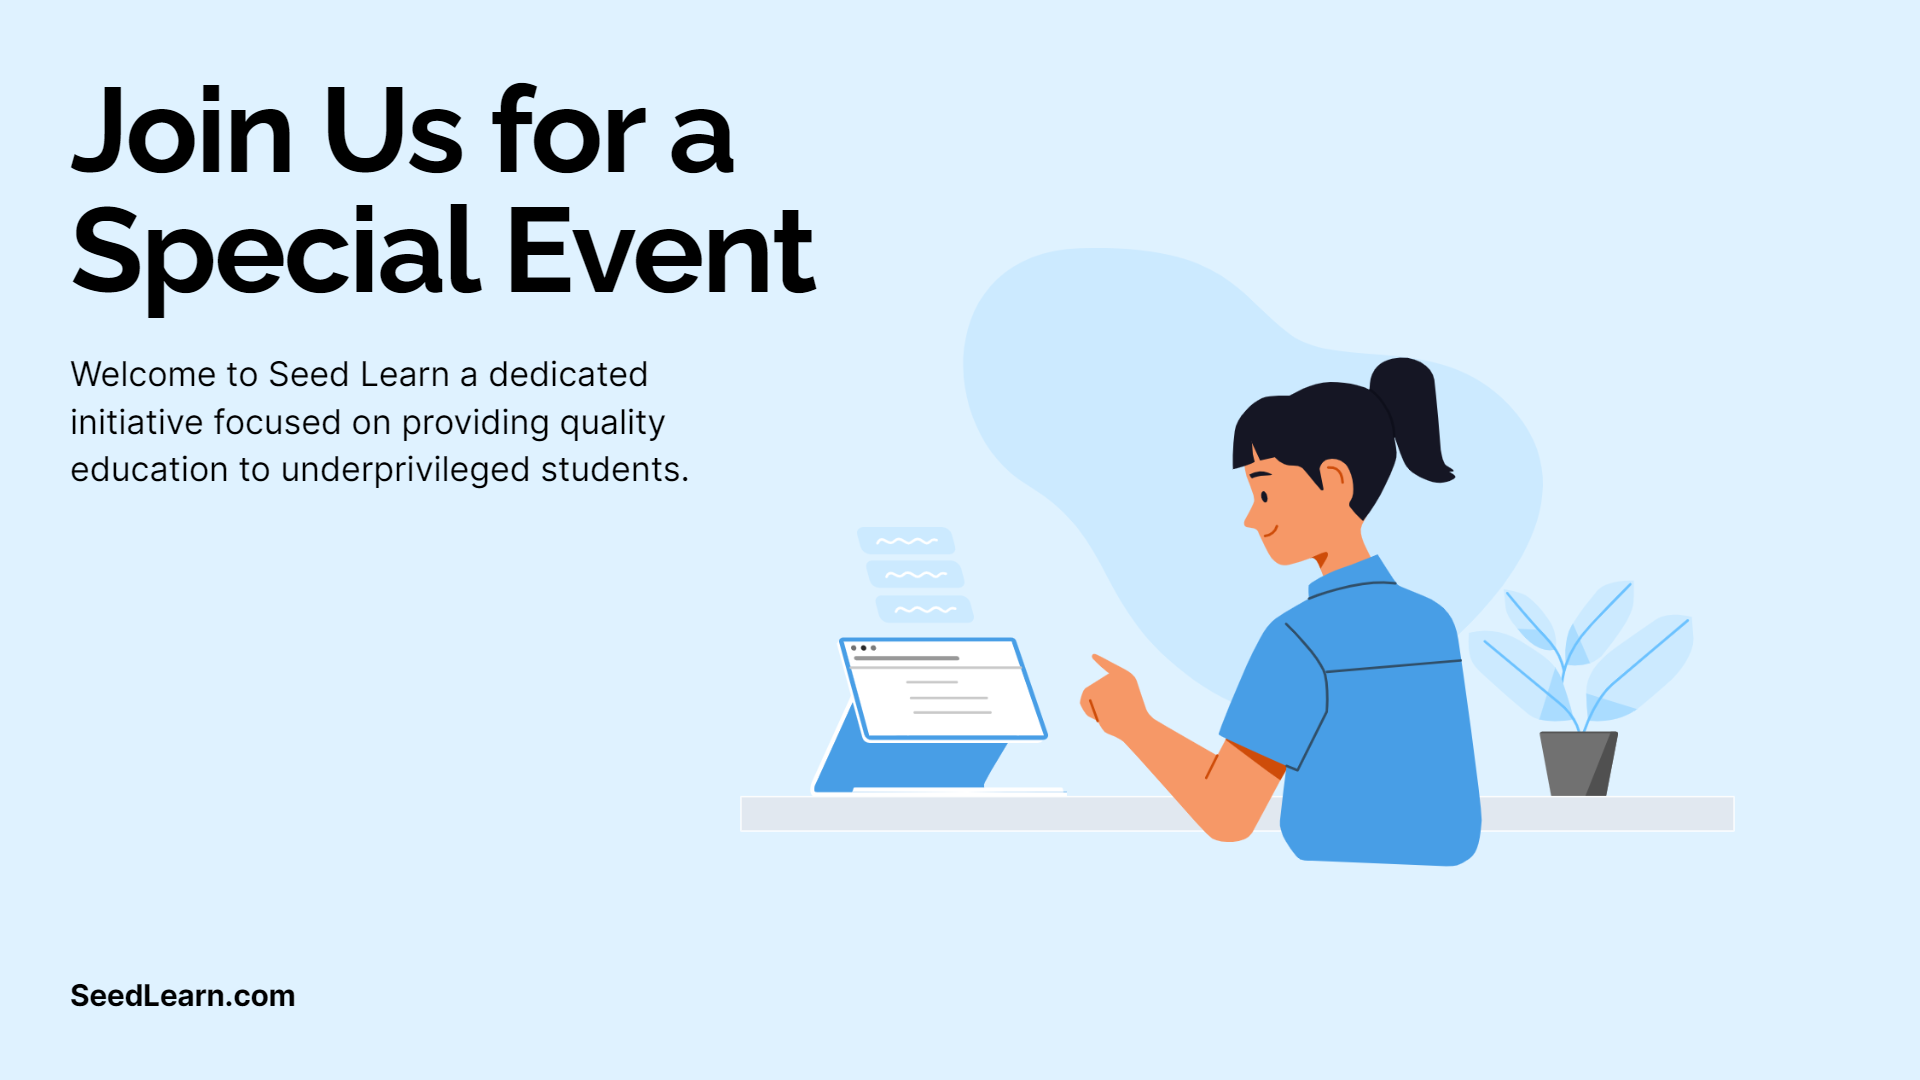 Join Us for a
Special Event
Welcome to Seed Learn a dedicated
initiative focused on providing quality
education to underprivileged students.
SeedLearn.com